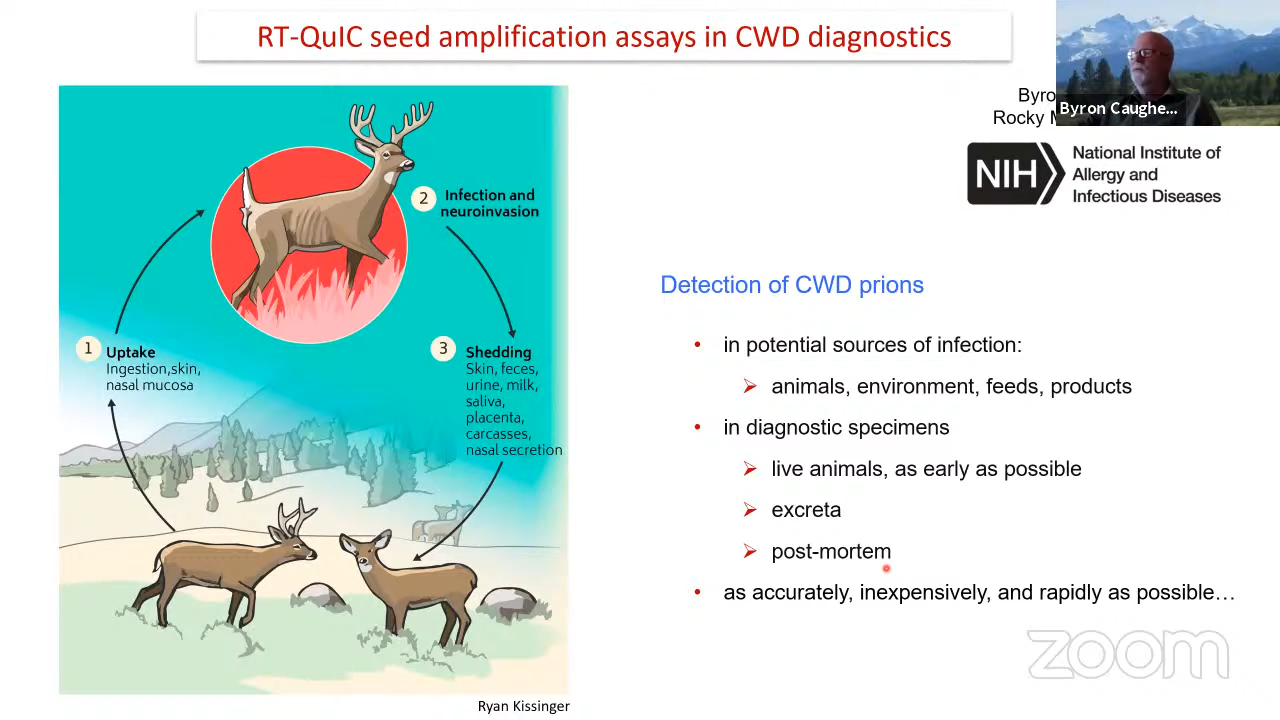 RT-QuIC seed amplification assays in CWD diagnostics
Byron Caughe...
Byro
Rocky M
NIH
National Institute of
Allergy and
Infectious Diseases
2
Infection and
neuroinvasion
1
Uptake
Ingestion,skin,
nasal mucosa
3
Shedding
Skin, feces,
urine, milk,
saliva,
placenta,
carcasses,
nasal secretion
Ryan Kissinger
Detection of CWD prions
• in potential sources of infection:
➢ animals, environment, feeds, products
• in diagnostic specimens
➢ live animals, as early as possible
➢ excreta
➢ post-mortem
• as accurately, inexpensively, and rapidly as possible…
zoom